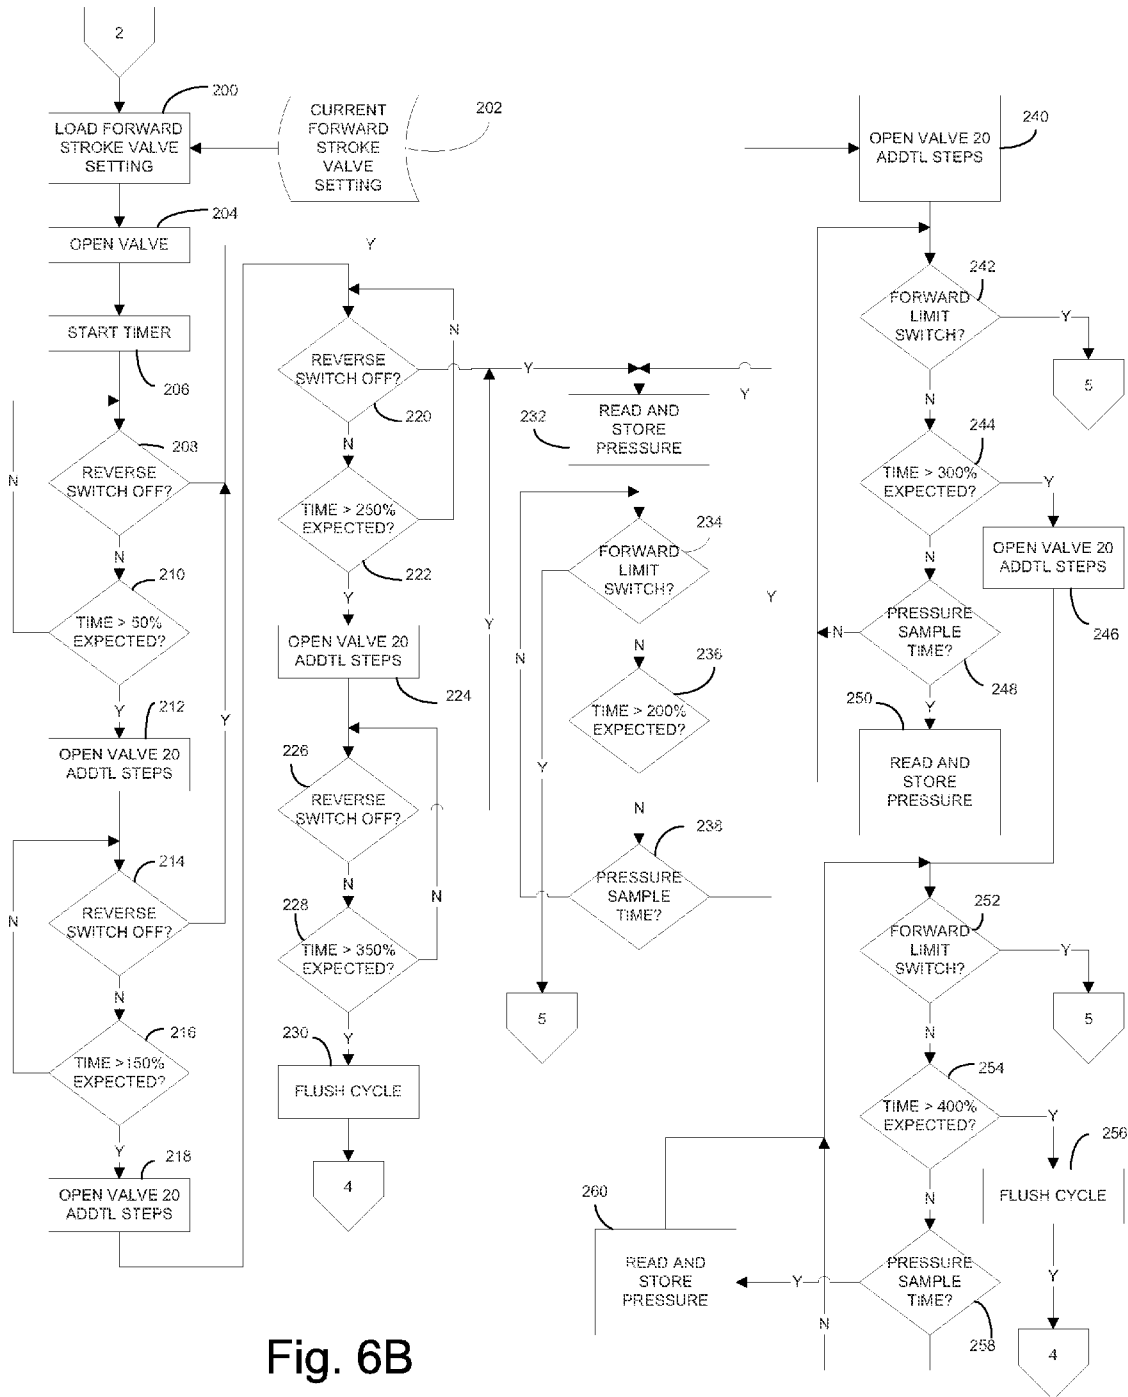 2
200
LOAD FORWARD
STROKE VALVE
SETTING
CURRENT
FORWARD
STROKE
VALVE
SETTING
202
204
OPEN VALVE
START TIMER
206
208
REVERSE
SWITCH OFF?
N
N
210
TIME > 50%
EXPECTED?
Y
212
OPEN VALVE 20
ADDTL STEPS
Y
214
REVERSE
SWITCH OFF?
N
N
216
TIME >150%
EXPECTED?
Y
218
OPEN VALVE 20
ADDTL STEPS
Y
N
REVERSE
SWITCH OFF?
220
N
TIME > 250%
EXPECTED?
222
Y
OPEN VALVE 20
ADDTL STEPS
224
226
REVERSE
SWITCH OFF?
N
N
228
TIME > 350%
EXPECTED?
Y
230
FLUSH CYCLE
4
Y
Y
Y
232
READ AND
STORE
PRESSURE
234
FORWARD
LIMIT
SWITCH?
N
N
236
TIME > 200%
EXPECTED?
Y
Y
N
238
PRESSURE
SAMPLE
TIME?
5
OPEN VALVE 20
ADDTL STEPS
240
242
FORWARD
LIMIT
SWITCH?
Y
5
N
244
TIME > 300%
EXPECTED?
Y
OPEN VALVE 20
ADDTL STEPS
246
N
PRESSURE
SAMPLE
TIME?
N
248
Y
250
READ AND
STORE
PRESSURE
252
FORWARD
LIMIT
SWITCH?
Y
5
N
254
TIME > 400%
EXPECTED?
Y
256
FLUSH CYCLE
Y
4
N
PRESSURE
SAMPLE
TIME?
258
Y
N
260
READ AND
STORE
PRESSURE
Fig. 6B